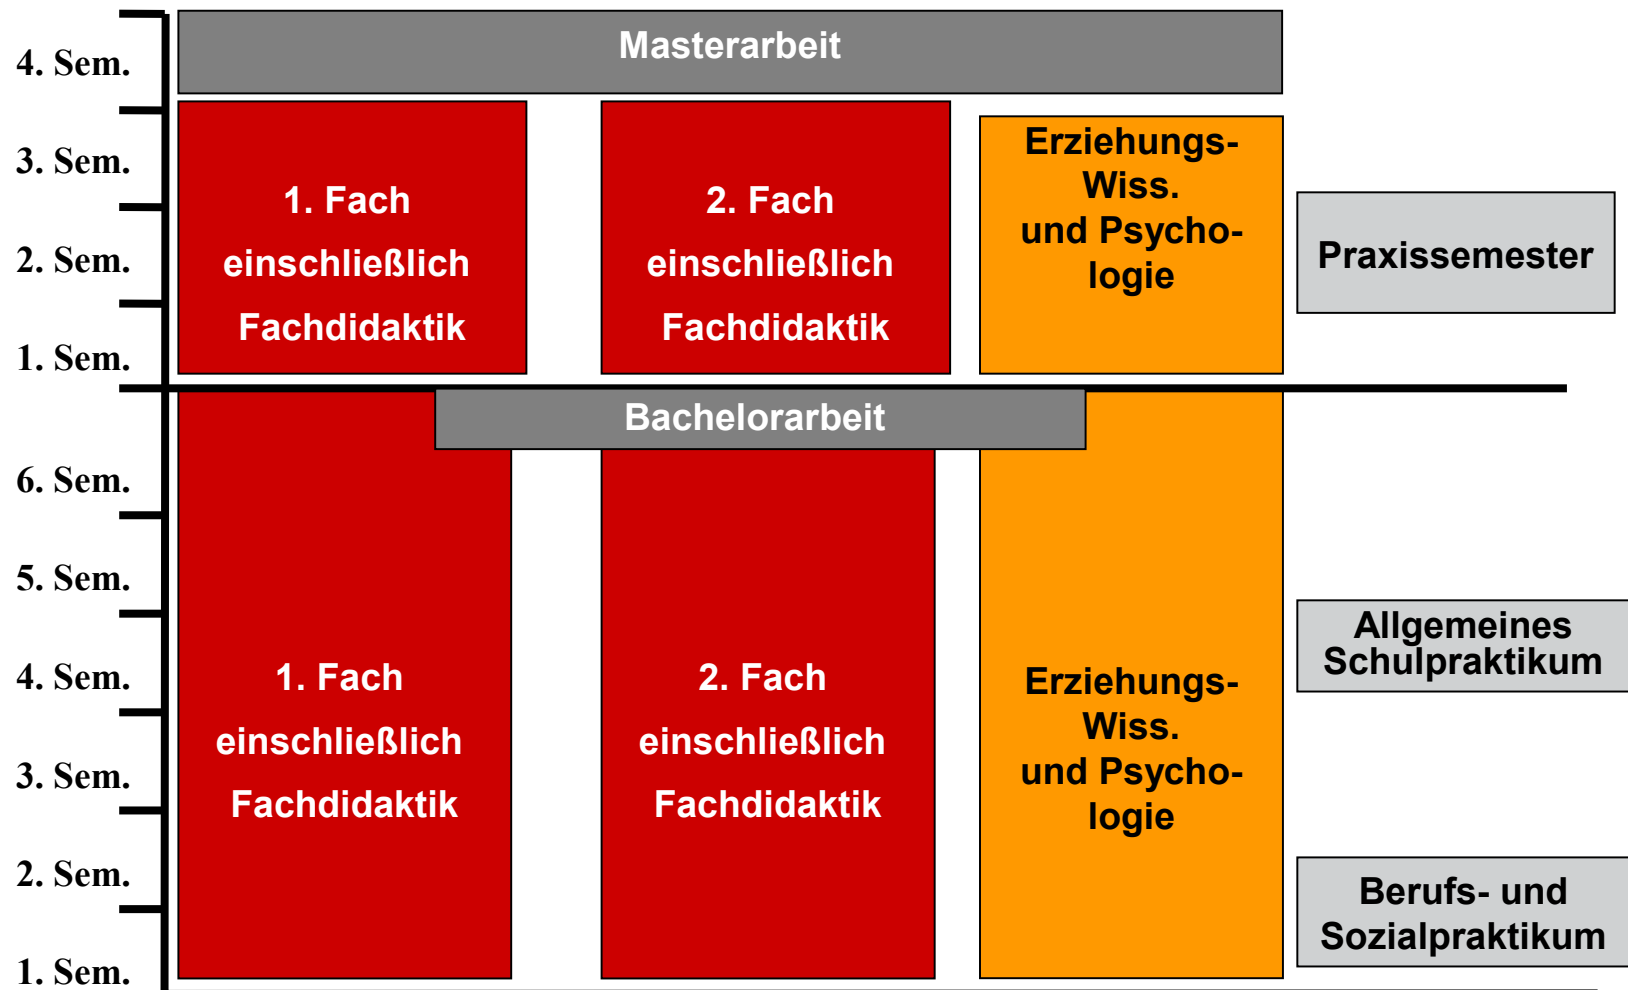 4. Sem.
Masterarbeit
3. Sem.
2. Sem.
1. Sem.
1. Fach
einschließlich
Fachdidaktik
2. Fach
einschließlich
Fachdidaktik
Erziehungs-
Wiss.
und Psycho-
logie
Praxissemester
Bachelorarbeit
6. Sem.
5. Sem.
4. Sem.
3. Sem.
2. Sem.
1. Sem.
1. Fach
einschließlich
Fachdidaktik
2. Fach
einschließlich
Fachdidaktik
Erziehungs-
Wiss.
und Psycho-
logie
Allgemeines
Schulpraktikum
Berufs- und
Sozialpraktikum